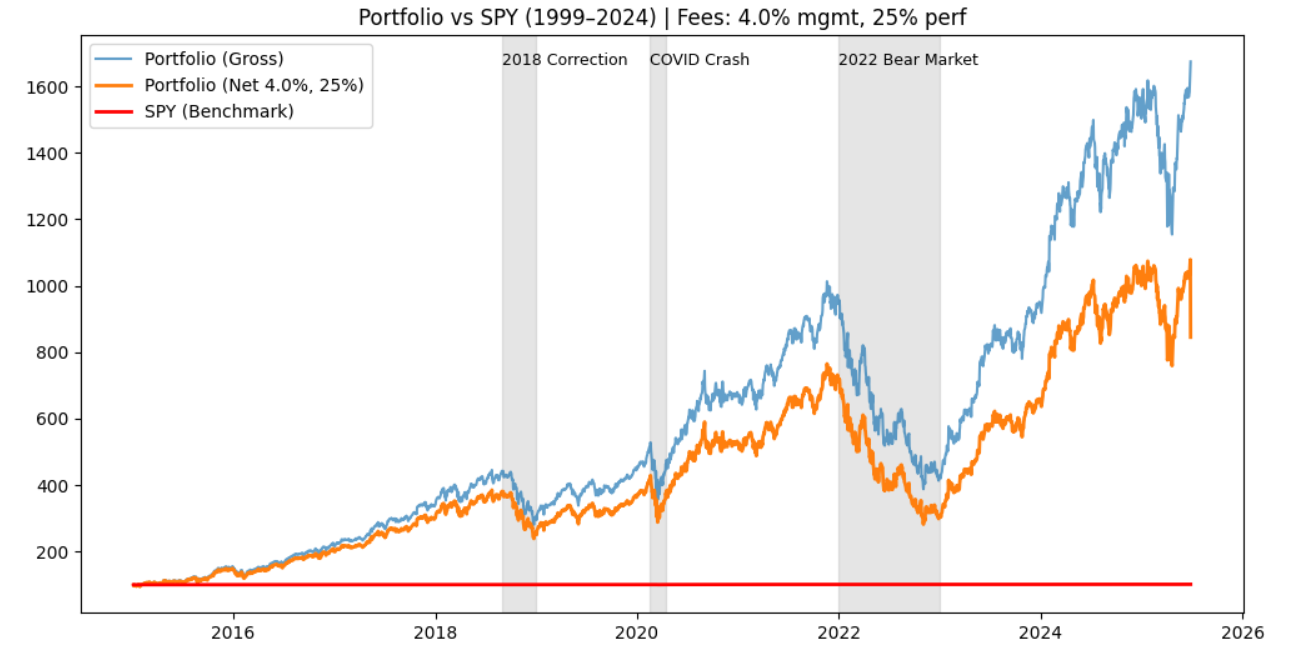 Portfolio vs SPY (1999–2024) | Fees: 4.0% mgmt, 25% perf
Portfolio (Gross)
Portfolio (Net 4.0%, 25%)
SPY (Benchmark)
2018 Correction
COVID Crash
2022 Bear Market
1600
1400
1200
1000
800
600
400
200
2016
2018
2020
2022
2024
2026